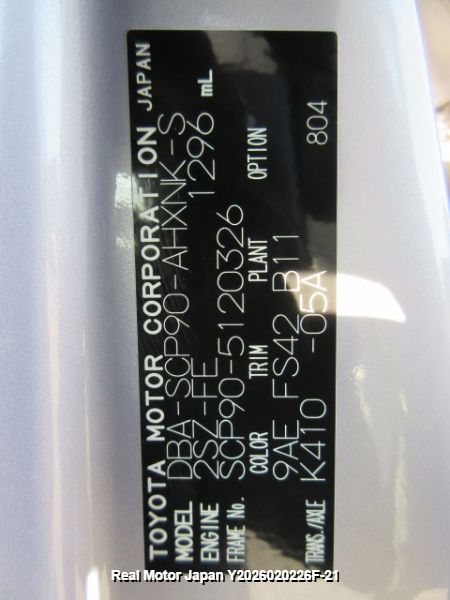 TOYOTA MOTOR CORPORATION JAPAN
MODEL DBA-SCP90-AHXNK-S
ENGINE 2SZ-FE 1296 mL
FRAME No. SCP90-5120326
COLOR TRIM PLANT OPTION
9AE FS42 B11
TRANS./AXLE K410 -05A 804
Real Motor Japan Y2026020226F-21